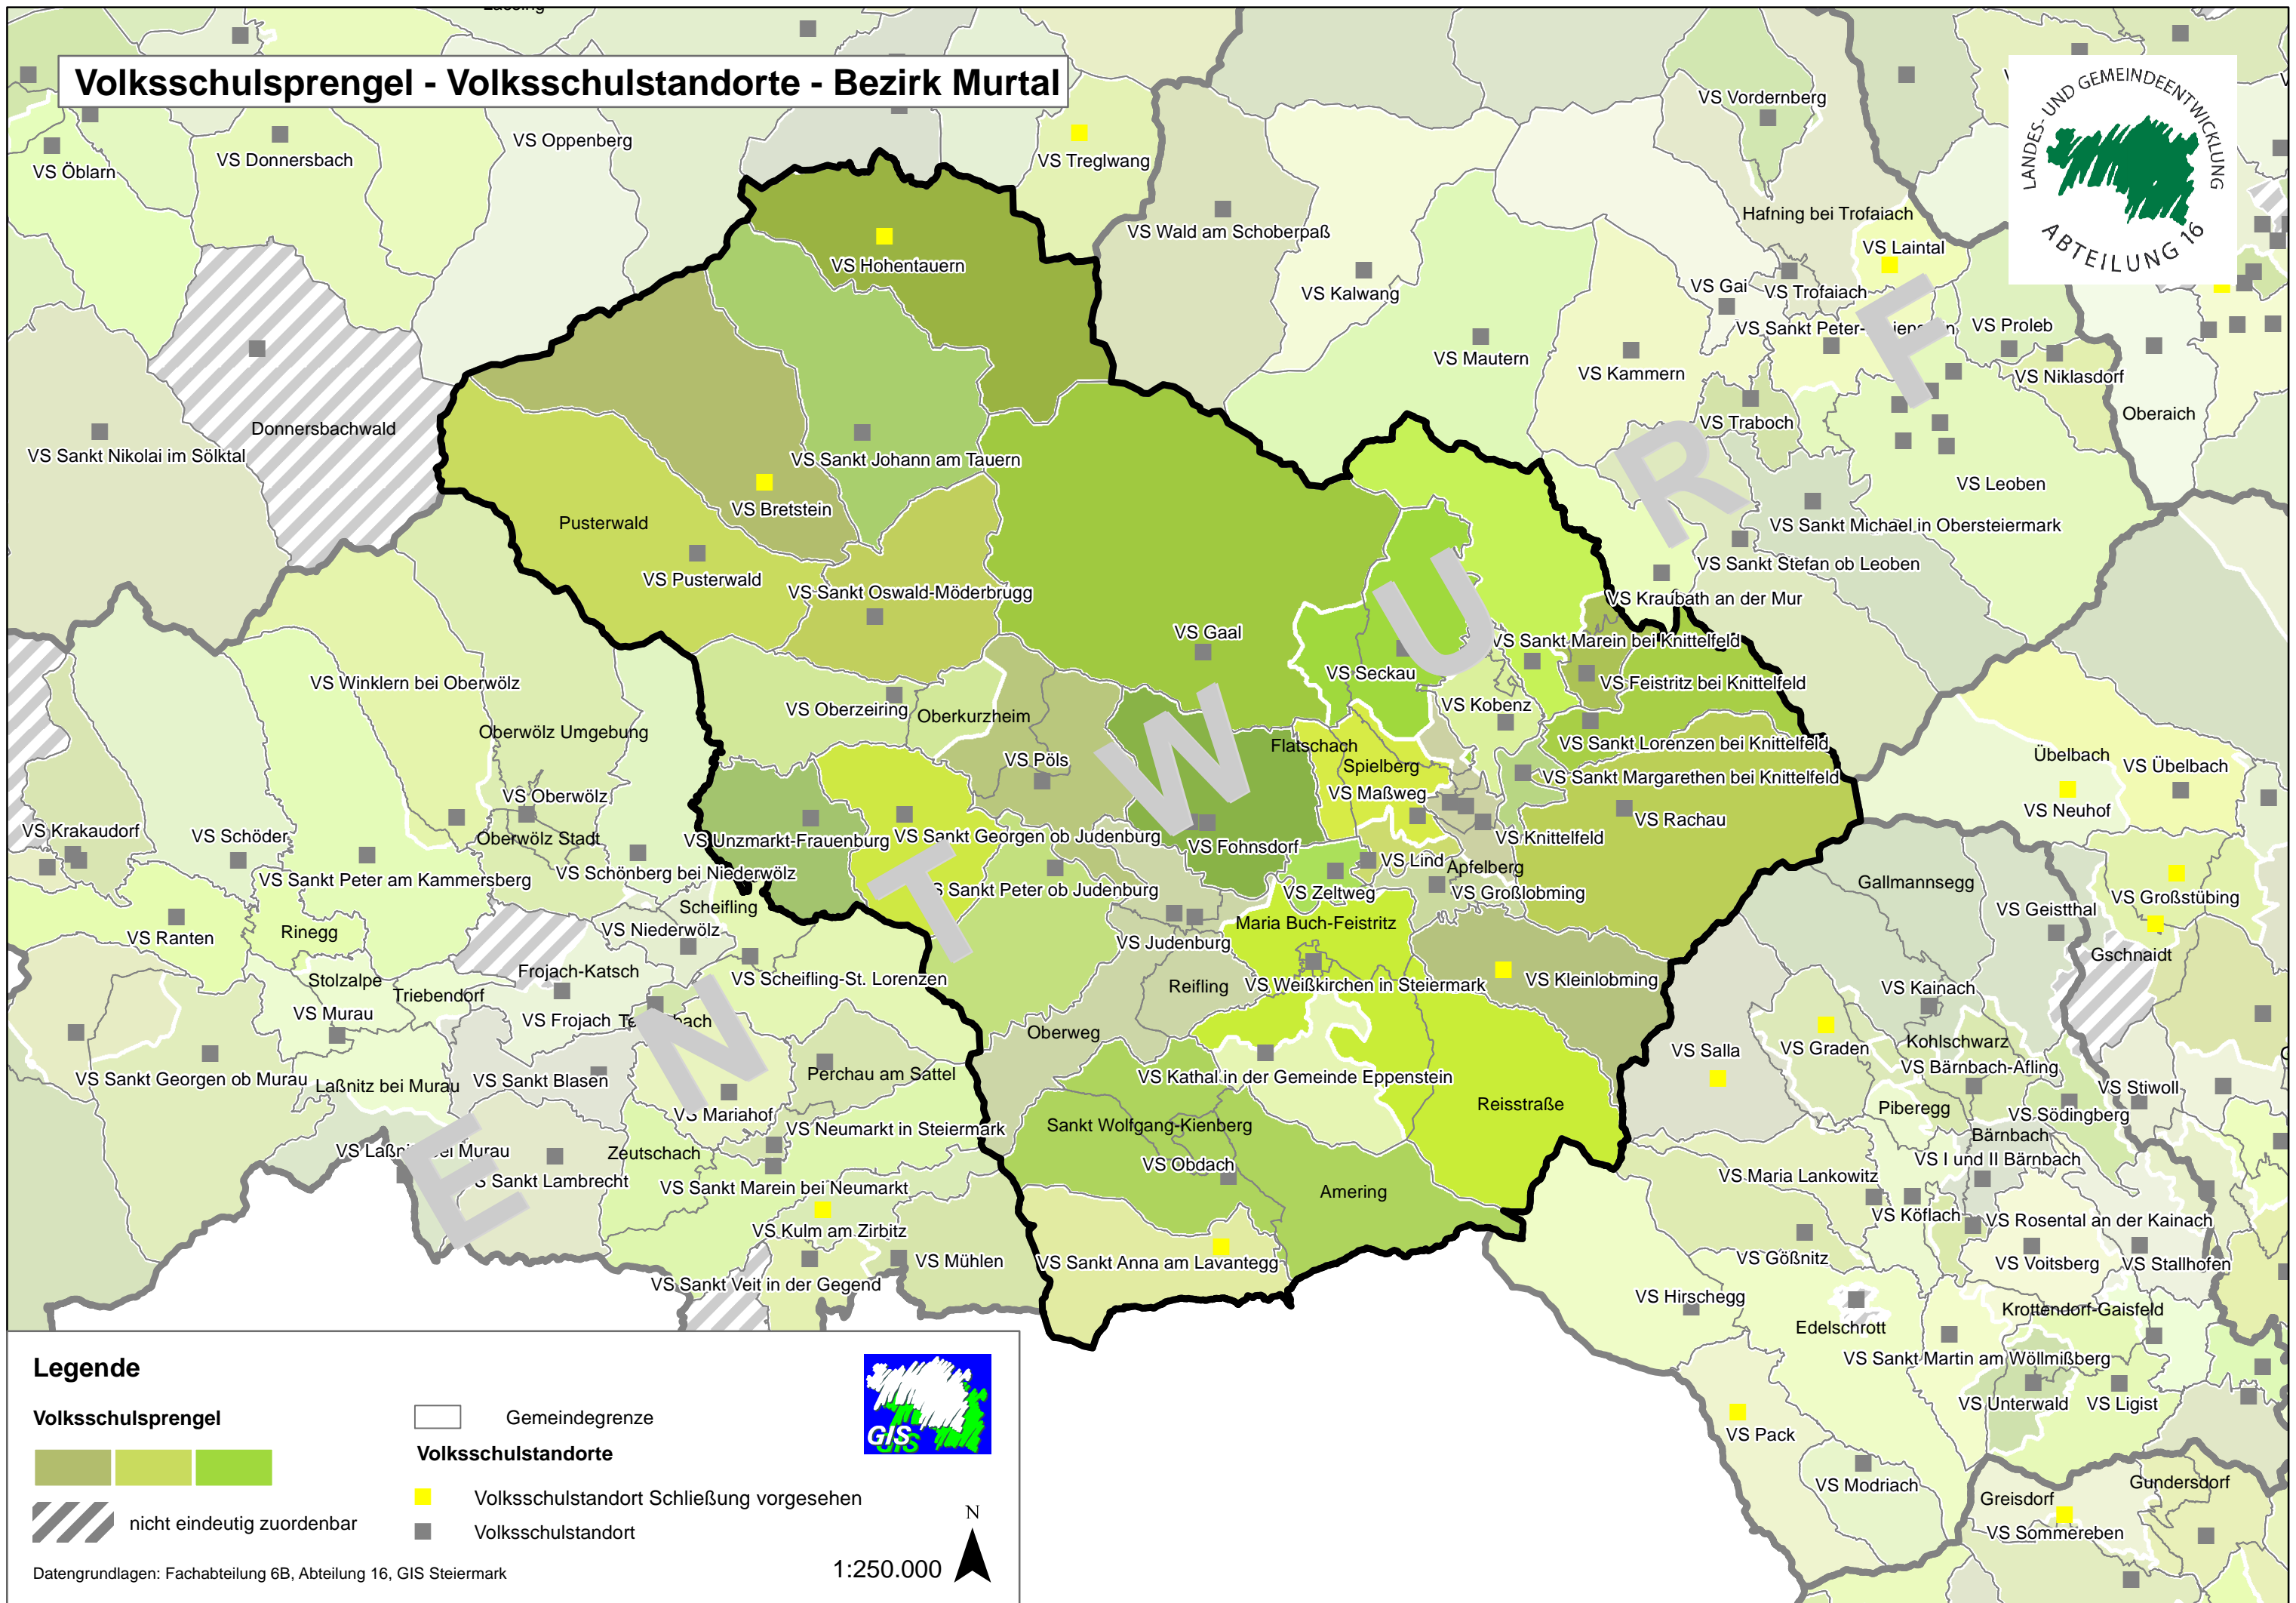 Volksschulsprengel - Volksschulstandorte - Bezirk Murtal
LANDES- UND GEMEINDEENTWICKLUNG
ABTEILUNG 16
VS Öblarn
VS Donnersbach
VS Oppenberg
VS Treglwang
VS Vordernberg
VS Wald am Schoberpaß
VS Hohentauern
Hafning bei Trofaiach
VS Laintal
VS Kalwang
VS Gai
VS Trofaiach
VS Sankt
VS Proleb
VS Mautern
VS Kammern
VS Niklasdorf
Oberaich
VS Traboch
Donnersbachwald
VS Sankt Nikolai im Sölktal
VS Sankt Johann am Tauern
VS Leoben
VS Bretstein
Pusterwald
VS Sankt Michael in Obersteiermark
VS Pusterwald
VS Sankt Oswald-Möderbrugg
VS Sankt Stefan ob Leoben
VS Kraubath an der Mur
VS Gaal
VS Sankt Marein bei Knittelfeld
VS Seckau
VS Feistritz bei Knittelfeld
VS Winklern bei Oberwölz
VS Oberzeiring
Oberkurzheim
VS Kobenz
Oberwölz Umgebung
VS Sankt Lorenzen bei Knittelfeld
Flatschach
Spielberg
VS Pöls
VS Sankt Margarethen bei Knittelfeld
VS Maßweg
Übelbach
VS Übelbach
VS Neuhof
VS Oberwölz
VS Krakaudorf
VS Schöder
Oberwölz Stadt
VS Unzmarkt-Frauenburg
VS Sankt Georgen ob Judenburg
VS Fohnsdorf
VS Knittelfeld
VS Rachau
VS Lind
Apfelberg
VS Sankt Peter am Kammersberg
VS Schönberg bei Niederwölz
Sankt Peter ob Judenburg
VS Zeltweg
VS Großlobming
Gallmannsegg
VS Großstübing
VS Geistthal
Scheifling
VS Ranten
Rinegg
VS Niederwölz
VS Judenburg
Maria Buch-Feistritz
Gschnaidt
Stolzalpe
Triebendorf
Frojach-Katsch
VS Scheifling-St. Lorenzen
Reifling
VS Weißkirchen in Steiermark
VS Kleinlobming
VS Kainach
VS Murau
VS Frojach
Oberweg
VS Salla
VS Graden
Kohlschwarz
VS Sankt Georgen ob Murau
Laßnitz bei Murau
VS Sankt Blasen
Perchau am Sattel
VS Kathal in der Gemeinde Eppenstein
VS Bärnbach-Afling
VS Stiwoll
VS Mariahof
Reisstraße
Piberegg
VS Södingberg
VS Neumarkt in Steiermark
Sankt Wolfgang-Kienberg
Bärnbach
Zeutschach
VS Obdach
VS I und II Bärnbach
Sankt Lambrecht
VS Sankt Marein bei Neumarkt
Amering
VS Maria Lankowitz
VS Köflach
VS Rosental an der Kainach
VS Kulm am Zirbitz
VS Mühlen
VS Sankt Anna am Lavantegg
VS Gößnitz
VS Voitsberg
VS Stallhofen
VS Sankt Veit in der Gegend
VS Hirschegg
Krottendorf-Gaisfeld
Edelschrott
VS Sankt Martin am Wöllmißberg
VS Unterwald
VS Ligist
VS Pack
VS Modriach
Gundersdorf
Greisdorf
VS Sommereben
ENTWURF
Legende
Volksschulsprengel
nicht eindeutig zuordenbar
Gemeindegrenze
Volksschulstandorte
Volksschulstandort Schließung vorgesehen
Volksschulstandort
GIS
N
1:250.000
Datengrundlagen: Fachabteilung 6B, Abteilung 16, GIS Steiermark